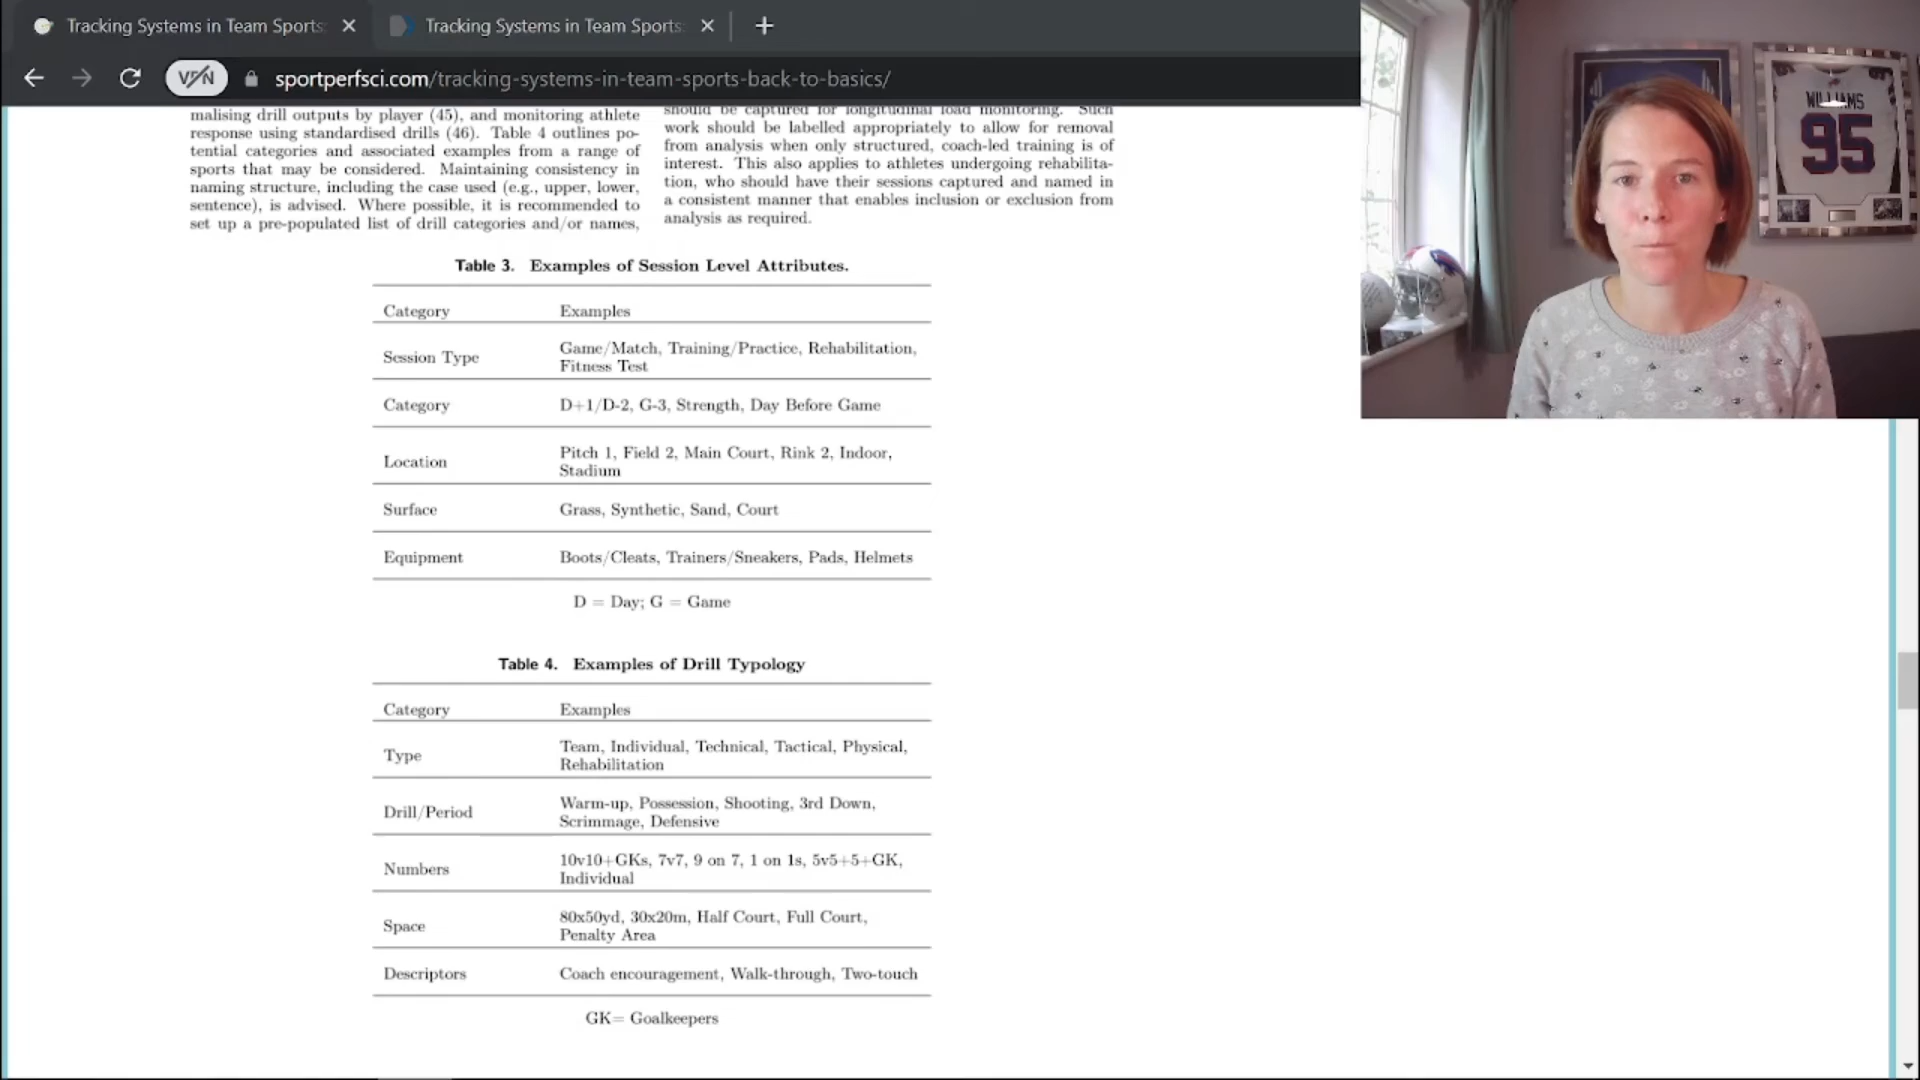 Tracking Systems in Team Sports
Tracking Systems in Team Sports
VPN
sportperfsci.com/tracking-systems-in-team-sports-back-to-basics/
malising drill outputs by player (45), and monitoring athlete
response using standardised drills (46). Table 4 outlines po-
tential categories and associated examples from a range of
sports that may be considered. Maintaining consistency in
naming structure, including the case used (e.g., upper, lower,
sentence), is advised. Where possible, it is recommended to
set up a pre-populated list of drill categories and/or names,
should be captured for longitudinal load monitoring. Such
work should be labelled appropriately to allow for removal
from analysis when only structured, coach-led training is of
interest. This also applies to athletes undergoing rehabilita-
tion, who should have their sessions captured and named in
a consistent manner that enables inclusion or exclusion from
analysis as required.
Table 3. Examples of Session Level Attributes.
Category Examples
Session Type Game/Match, Training/Practice, Rehabilitation,
Fitness Test
Category D+1/D-2, G-3, Strength, Day Before Game
Location Pitch 1, Field 2, Main Court, Rink 2, Indoor,
Stadium
Surface Grass, Synthetic, Sand, Court
Equipment Boots/Cleats, Trainers/Sneakers, Pads, Helmets
D = Day; G = Game
Table 4. Examples of Drill Typology
Category Examples
Type Team, Individual, Technical, Tactical, Physical,
Rehabilitation
Drill/Period Warm-up, Possession, Shooting, 3rd Down,
Scrimmage, Defensive
Numbers 10v10+GKs, 7v7, 9 on 7, 1 on 1s, 5v5+5+GK,
Individual
Space 80x50yd, 30x20m, Half Court, Full Court,
Penalty Area
Descriptors Coach encouragement, Walk-through, Two-touch
GK= Goalkeepers
WILLIAMS
95